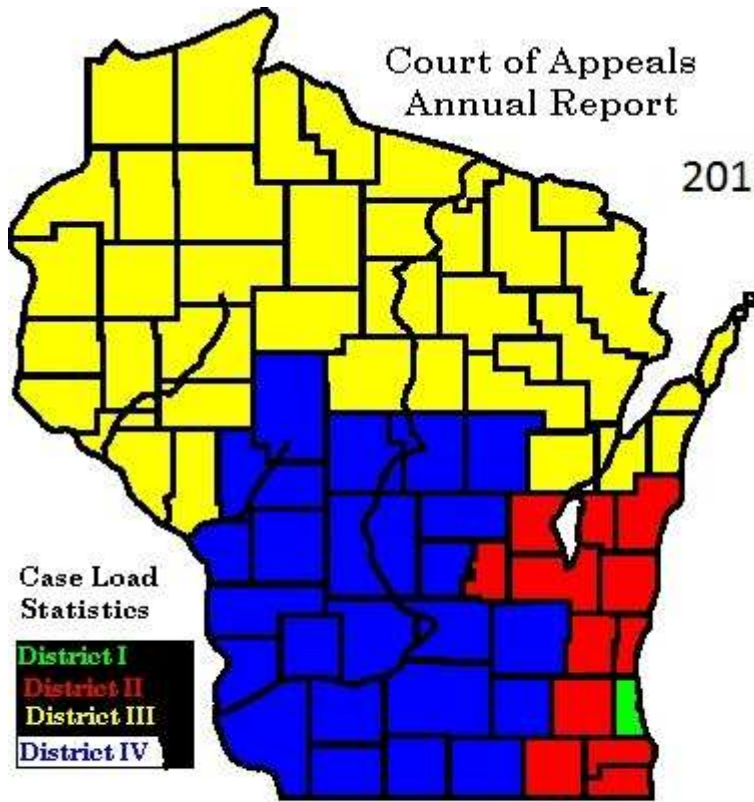 Court of Appeals
Annual Report
201
Case Load
Statistics
District I
District II
District III
District IV